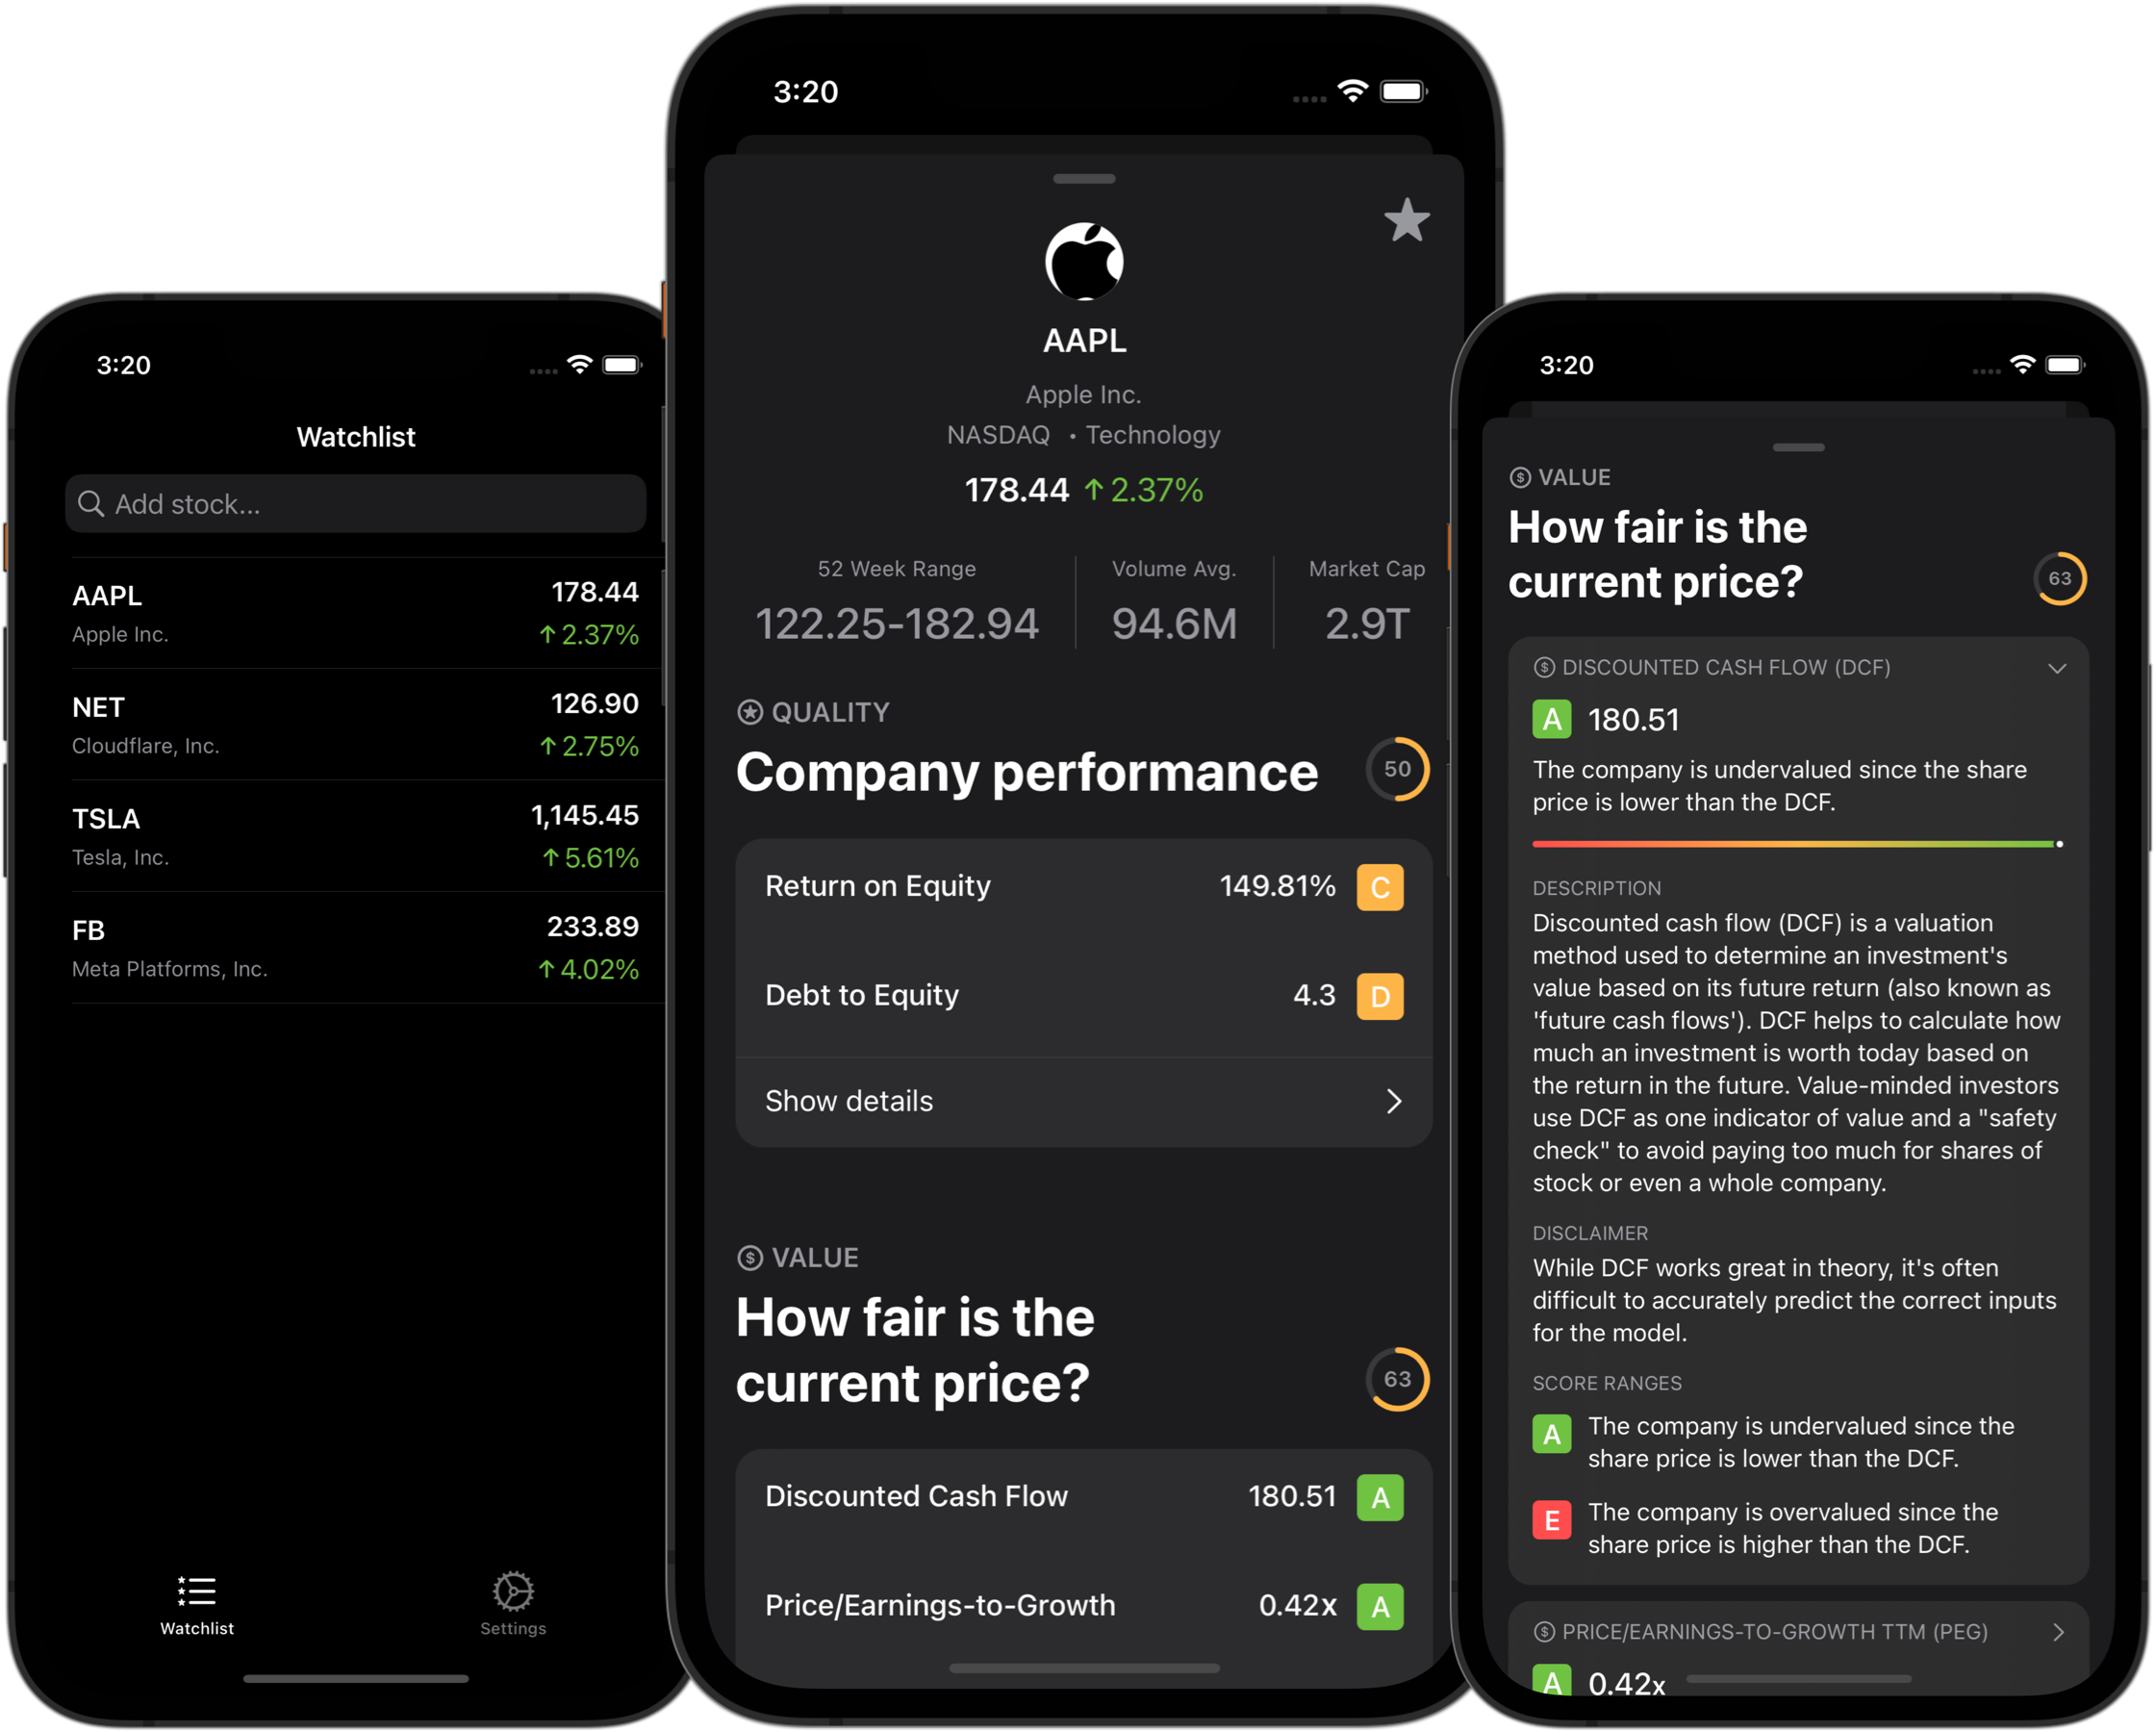 3:20
Watchlist
Add stock...
AAPL 178.44
Apple Inc. ↑2.37%
NET 126.90
Cloudflare, Inc. ↑2.75%
TSLA 1,145.45
Tesla, Inc. ↑5.61%
FB 233.89
Meta Platforms, Inc. ↑4.02%
Watchlist Settings
3:20
AAPL
Apple Inc.
NASDAQ • Technology
178.44 ↑2.37%
52 Week Range Volume Avg. Market Cap
122.25-182.94 94.6M 2.9T
QUALITY
Company performance 50
Return on Equity 149.81% C
Debt to Equity 4.3 D
Show details
$ VALUE
How fair is the
current price? 63
Discounted Cash Flow 180.51 A
Price/Earnings-to-Growth 0.42x A
3:20
$ VALUE
How fair is the
current price? 63
$ DISCOUNTED CASH FLOW (DCF)
A 180.51
The company is undervalued since the share
price is lower than the DCF.
DESCRIPTION
Discounted cash flow (DCF) is a valuation
method used to determine an investment's
value based on its future return (also known as
'future cash flows'). DCF helps to calculate how
much an investment is worth today based on
the return in the future. Value-minded investors
use DCF as one indicator of value and a "safety
check" to avoid paying too much for shares of
stock or even a whole company.
DISCLAIMER
While DCF works great in theory, it's often
difficult to accurately predict the correct inputs
for the model.
SCORE RANGES
A The company is undervalued since the
share price is lower than the DCF.
E The company is overvalued since the
share price is higher than the DCF.
$ PRICE/EARNINGS-TO-GROWTH TTM (PEG)
A 0.42x